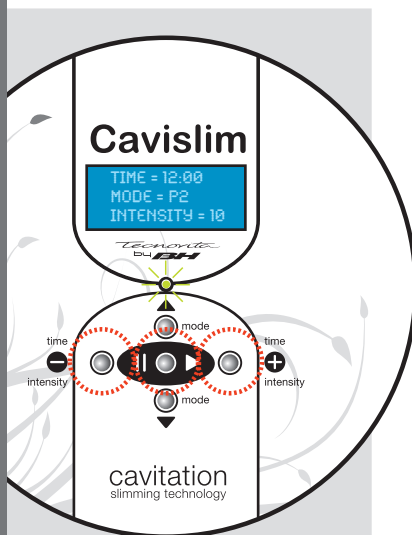 Cavislim
TIME = 12:00
MODE = P2
INTENSITY = 10
Tecnovita
by BH
mode
time
time
intensity
intensity
mode
cavitation
slimming technology